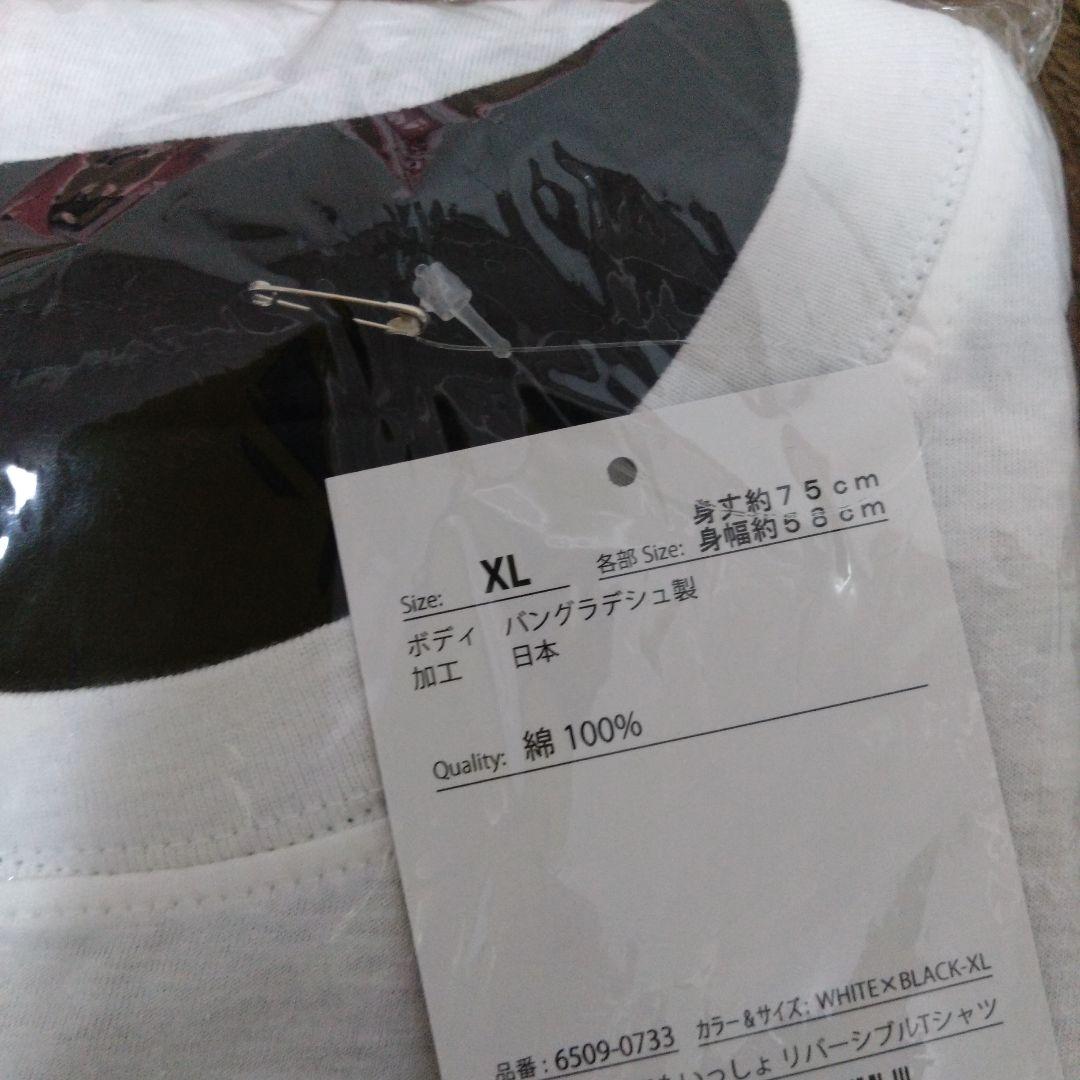 Size: XL 各部 Size: 身丈約75cm
身幅約58cm
ボディ バングラデシュ製
加工 日本
Quality: 綿 100%
品番 : 6509-0733 カラー&サイズ: WHITE×BLACK-XL
いっしょ リバーシブルTシャツ